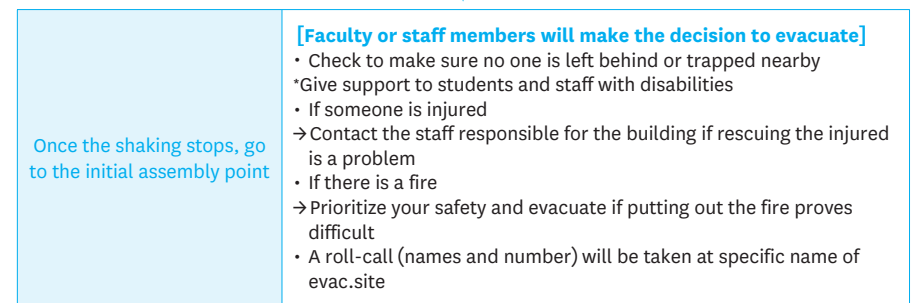 Once the shaking stops, go
to the initial assembly point
[Faculty or staff members will make the decision to evacuate]
・Check to make sure no one is left behind or trapped nearby
*Give support to students and staff with disabilities
・If someone is injured
→Contact the staff responsible for the building if rescuing the injured
is a problem
・If there is a fire
→Prioritize your safety and evacuate if putting out the fire proves
difficult
・A roll-call (names and number) will be taken at specific name of
evac.site